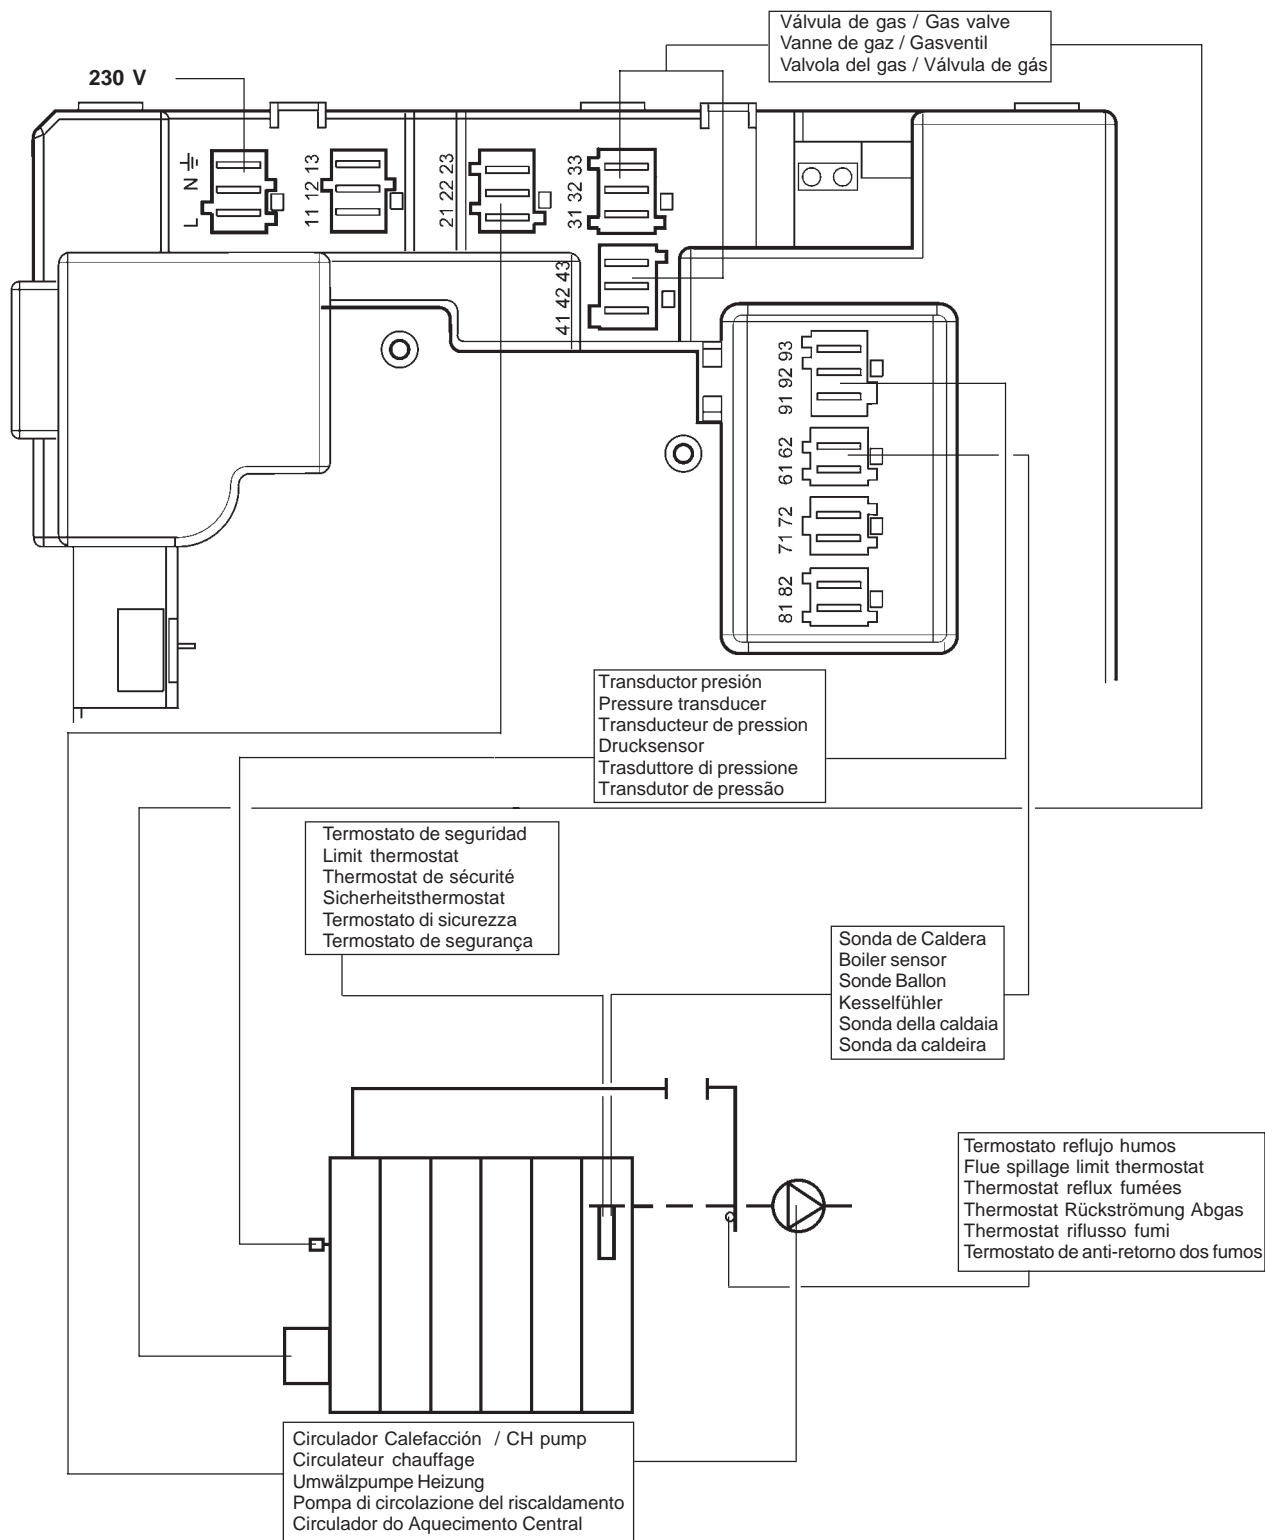 Válvula de gas / Gas valve
Vanne de gaz / Gasventil
Valvola del gas / Válvula de gás
230 V
L N
11 12 13
21 22 23
31 32 33
41 42 43
91 92 93
61 62
71 72
81 82
Transductor presión
Pressure transducer
Transducteur de pression
Drucksensor
Trasduttore di pressione
Transdutor de pressão
Termostato de seguridad
Limit thermostat
Thermostat de sécurité
Sicherheitsthermostat
Termostato di sicurezza
Termostato de segurança
Sonda de Caldera
Boiler sensor
Sonde Ballon
Kesselfühler
Sonda della caldaia
Sonda da caldeira
Termostato reflujo humos
Flue spillage limit thermostat
Thermostat reflux fumées
Thermostat Rückströmung Abgas
Thermostat riflusso fumi
Termostato de anti-retorno dos fumos
Circulador Calefacción / CH pump
Circulateur chauffage
Umwälzpumpe Heizung
Pompa di circolazione del riscaldamento
Circulador do Aquecimento Central